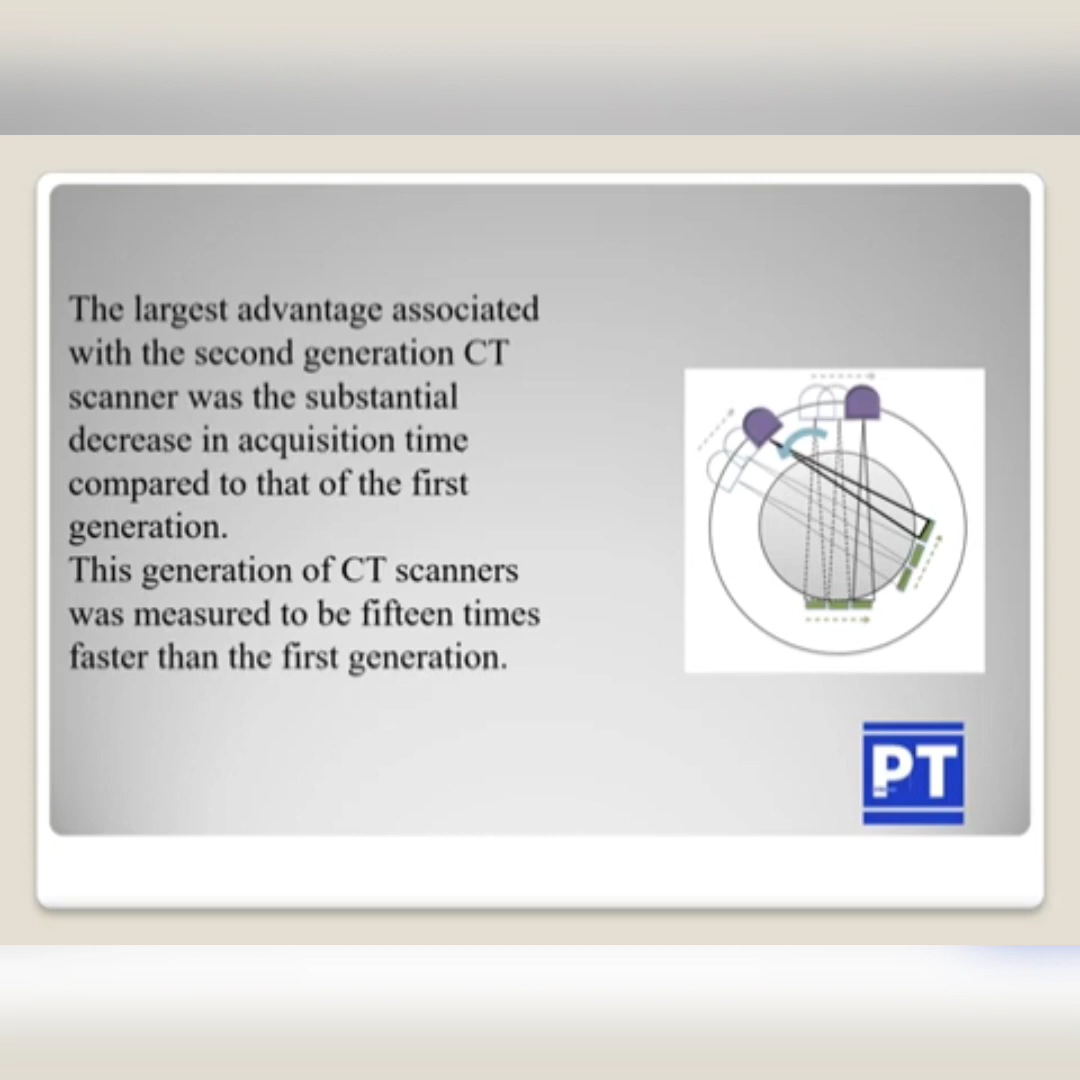 The largest advantage associated
with the second generation CT
scanner was the substantial
decrease in acquisition time
compared to that of the first
generation.
This generation of CT scanners
was measured to be fifteen times
faster than the first generation.
PT